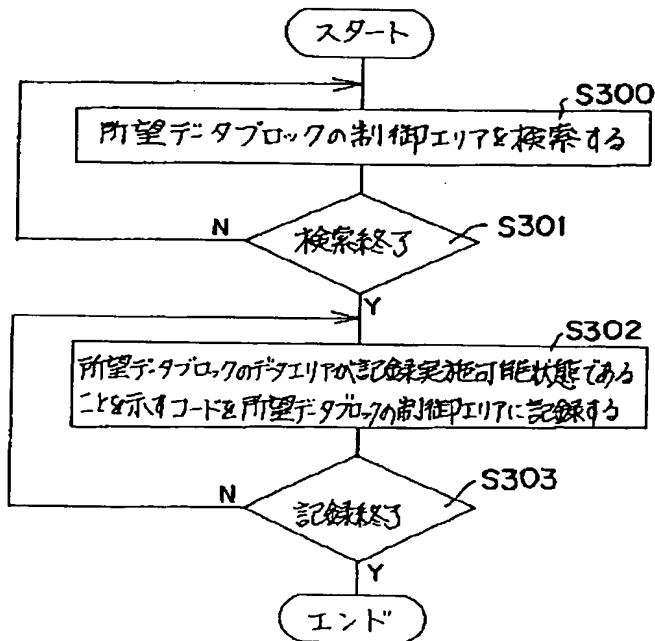 スタート
S300
所望データブロックの制御エリアを検索する
N
検索終了
S301
Y
S302
所望データブロックのデータエリアが記録実施可能状態である
ことを示すコードを所望データブロックの制御エリアに記録する
N
記録終了
S303
Y
エンド